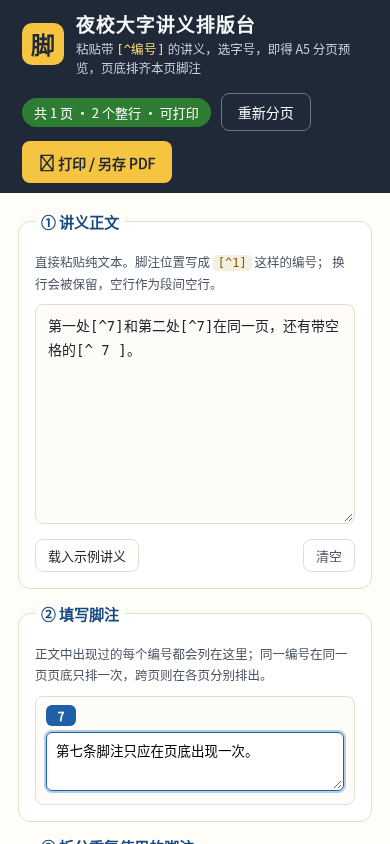 脚
夜校大字讲义排版台
粘贴带 [^编号] 的讲义，选字号，即得 A5 分页预
览，页底排齐本页脚注
共 1 页 · 2 个整行 · 可打印
重新分页
打印 / 另存 PDF
① 讲义正文
直接粘贴纯文本。脚注位置写成 [^1] 这样的编号； 换
行会被保留，空行作为段间空行。
第一处[^7]和第二处[^7]在同一页，还有带空
格的[^ 7 ]。
载入示例讲义
清空
② 填写脚注
正文中出现过的每个编号都会列在这里；同一编号在同一
页页底只排一次，跨页则在各页分别排出。
7
第七条脚注只应在页底出现一次。